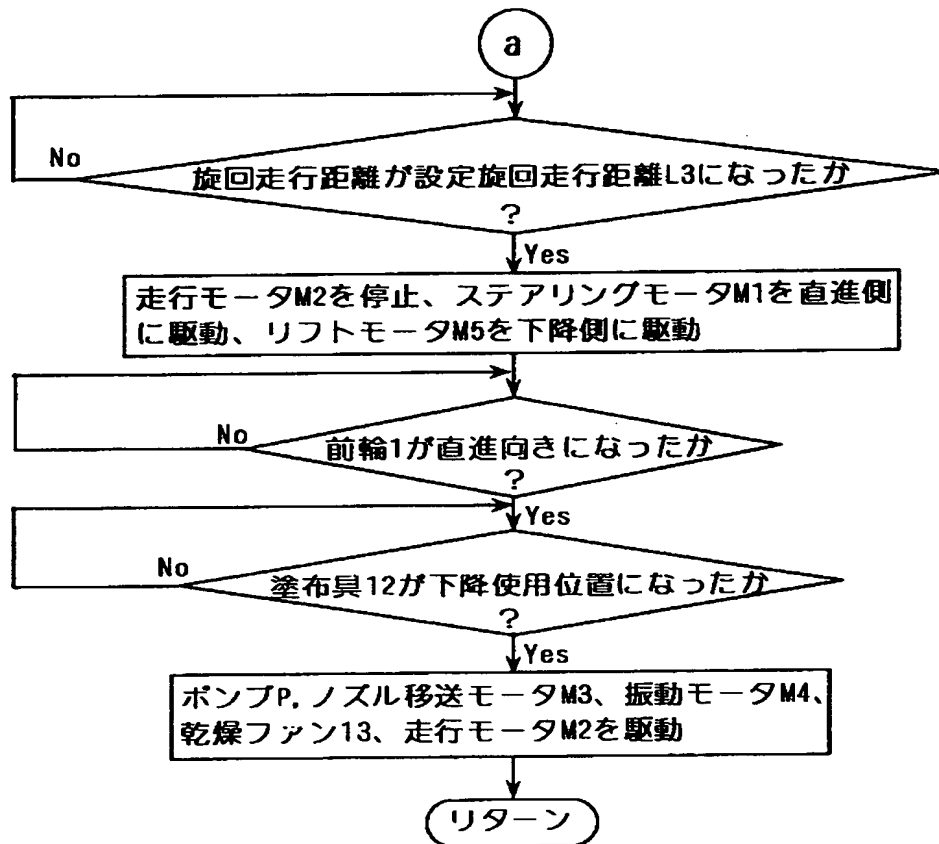 a
No
旋回走行距離が設定旋回走行距離L3になったか
?
Yes
走行モータM2を停止、ステアリングモータM1を直進側
に駆動、リフトモータM5を下降側に駆動
No
前輪1が直進向きになったか
?
Yes
No
塗布具12が下降使用位置になったか
?
Yes
ポンプP.ノズル移送モータM3、振動モータM4、
乾燥ファン13、走行モータM2を駆動
リターン